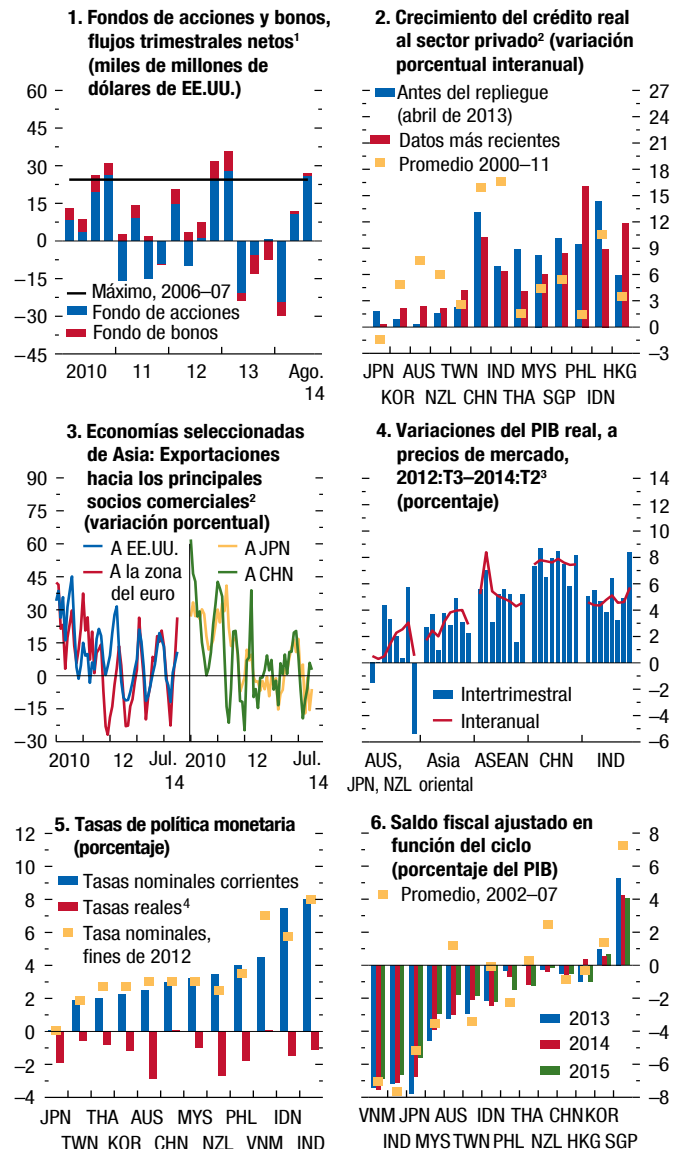 1. Fondos de acciones y bonos,
flujos trimestrales netos¹
(miles de millones de
dólares de EE.UU.)
60
45
30
15
0
–15
–30
–45
Máximo, 2006–07
Fondo de acciones
Fondo de bonos
2010 11 12 13 Ago.
14
2. Crecimiento del crédito real
al sector privado² (variación
porcentual interanual)
Antes del repliegue
(abril de 2013)
Datos más recientes
Promedio 2000–11
27
24
21
18
15
12
9
6
3
0
–3
JPN AUS TWN IND MYS PHL HKG
KOR NZL CHN THA SGP IDN
3. Economías seleccionadas
de Asia: Exportaciones
hacia los principales
socios comerciales²
(variación porcentual)
90
75
60
45
30
15
0
–15
–30
A EE.UU.
A la zona
del euro
A JPN
A CHN
2010 12 Jul. 2010 12 Jul.
14 14
4. Variaciones del PIB real, a
precios de mercado,
2012:T3–2014:T2³
(porcentaje)
14
12
10
8
6
4
2
0
–2
–4
–6
Intertrimestral
Interanual
AUS, Asia ASEAN CHN IND
JPN, NZL oriental
5. Tasas de política monetaria
(porcentaje)
12
10
8
6
4
2
0
–2
–4
Tasas nominales corrientes
Tasas reales⁴
Tasa nominales,
fines de 2012
JPN THA AUS MYS PHL IDN
TWN KOR CHN NZL VNM IND
6. Saldo fiscal ajustado en
función del ciclo
(porcentaje del PIB)
Promedio, 2002–07
8
6
4
2
0
–2
–4
–6
–8
2013
2014
2015
VNM JPN AUS IDN THA CHN KOR
IND MYS TWN PHL NZL HKG SGP